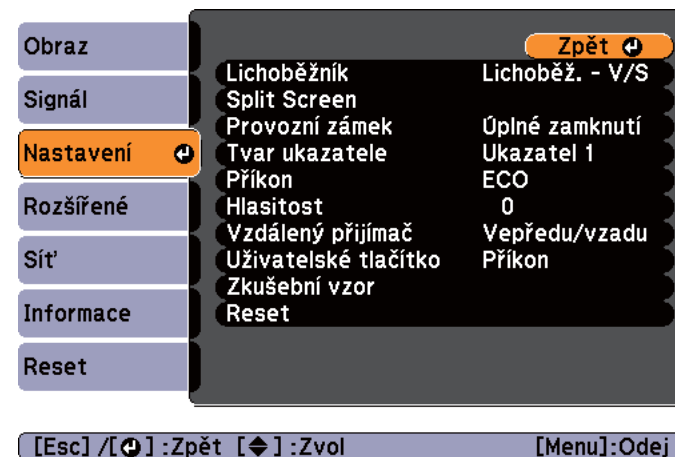 Obraz
Signál
Nastavení
Rozšířené
Síť
Informace
Reset
Zpět
Lichoběžník Lichoběž. - V/S
Split Screen
Provozní zámek Úplné zamknutí
Tvar ukazatele Ukazatel 1
Příkon ECO
Hlasitost 0
Vzdálený přijímač Vepředu/vzadu
Uživatelské tlačítko Příkon
Zkušební vzor
Reset
[Esc] /[⏎] :Zpět [◆] :Zvol [Menu]:Odej